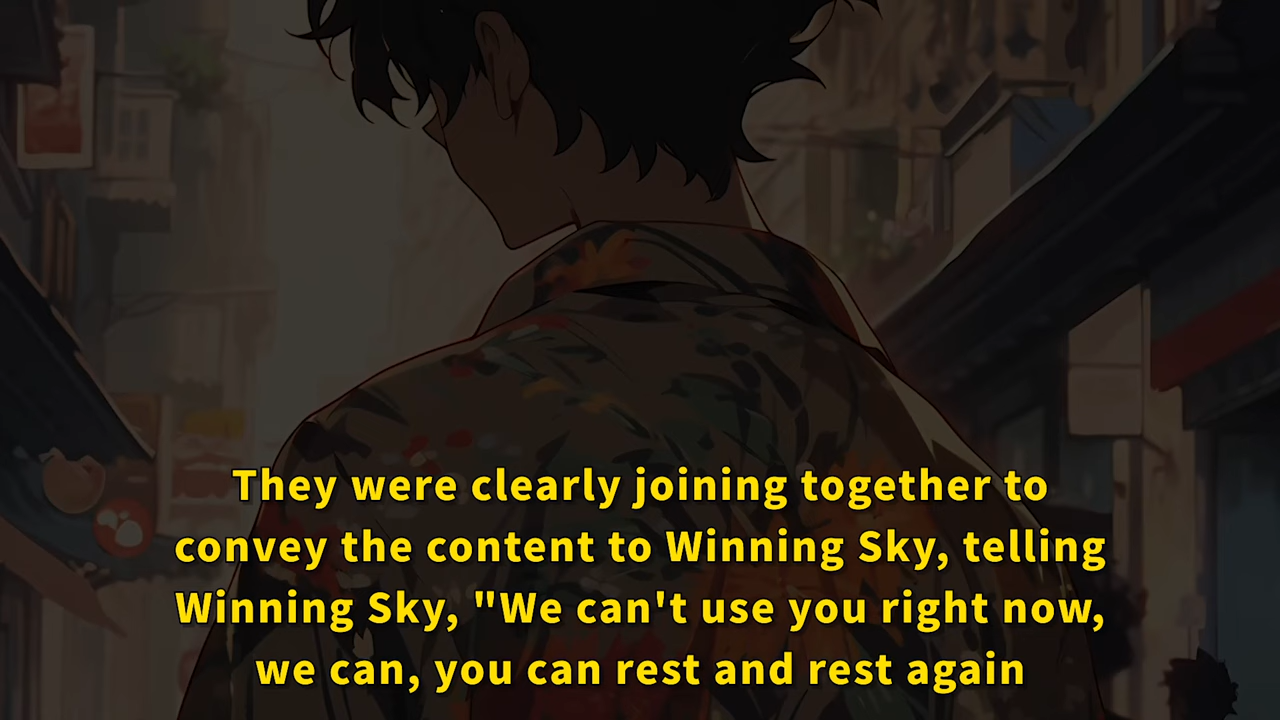 They were clearly joining together to
convey the content to Winning Sky, telling
Winning Sky, "We can't use you right now,
we can, you can rest and rest again